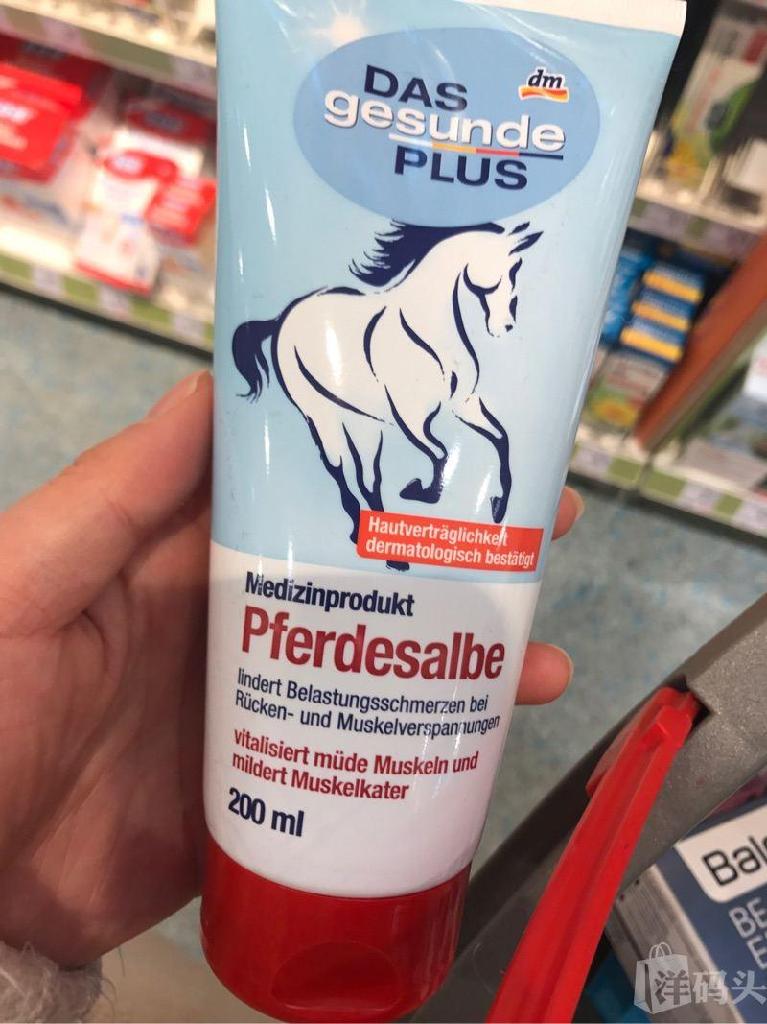 dm
DAS
gesunde
PLUS
Hautverträglichkeit
dermatologisch bestätigt
Medizinprodukt
Pferdesalbe
lindert Belastungsschmerzen bei
Rücken- und Muskelverspannungen
vitalisiert müde Muskeln und
mildert Muskelkater
200 ml
洋码头